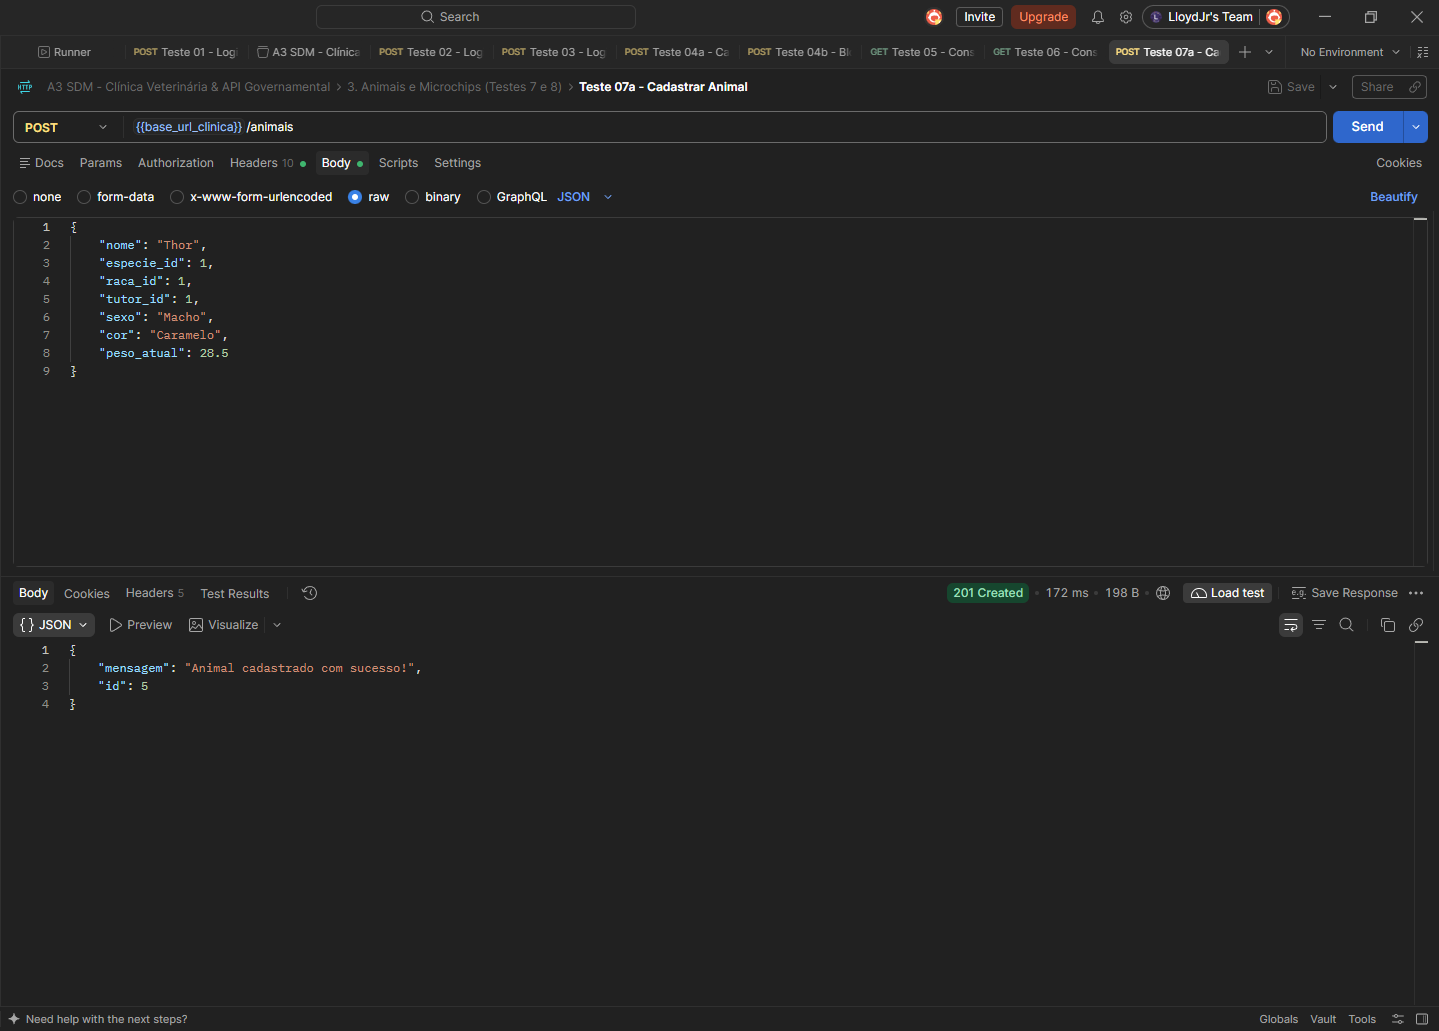 Search
Invite
Upgrade
LloydJr's Team
Runner
POST Teste 01 - Logi
A3 SDM - Clínica
POST Teste 02 - Log
POST Teste 03 - Log
POST Teste 04a - Ca
POST Teste 04b - Bl
GET Teste 05 - Cons
GET Teste 06 - Cons
POST Teste 07a - Ca
No Environment
HTTP
A3 SDM - Clínica Veterinária & API Governamental > 3. Animais e Microchips (Testes 7 e 8) > Teste 07a - Cadastrar Animal
Save
Share
POST
{{base_url_clinica}} /animais
Send
Docs
Params
Authorization
Headers 10
Body
Scripts
Settings
Cookies
none
form-data
x-www-form-urlencoded
raw
binary
GraphQL
JSON
Beautify
1 {
2 "nome": "Thor",
3 "especie_id": 1,
4 "raca_id": 1,
5 "tutor_id": 1,
6 "sexo": "Macho",
7 "cor": "Caramelo",
8 "peso_atual": 28.5
9 }
Body
Cookies
Headers 5
Test Results
201 Created
172 ms
198 B
Load test
e.g. Save Response
{} JSON
Preview
Visualize
1 {
2 "mensagem": "Animal cadastrado com sucesso!",
3 "id": 5
4 }
Need help with the next steps?
Globals
Vault
Tools